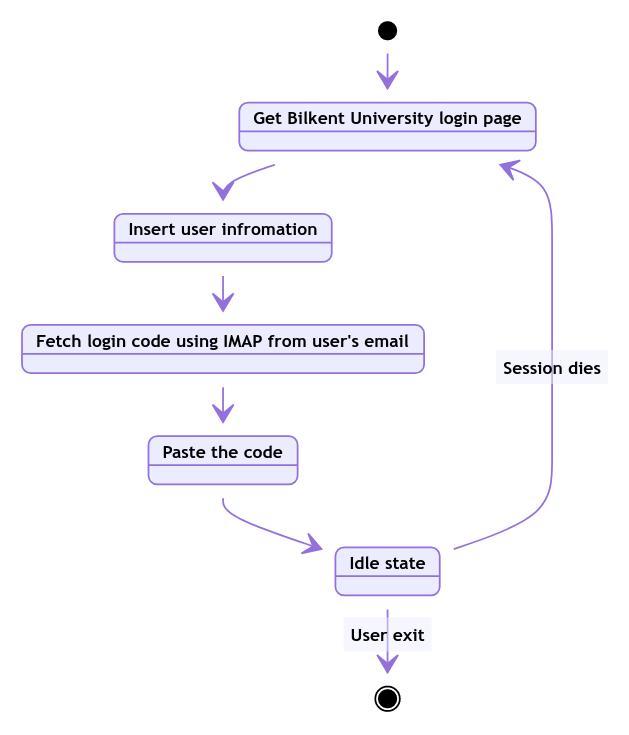 Get Bilkent University login page
Insert user infromation
Fetch login code using IMAP from user's email
Session dies
Paste the code
Idle state
User exit